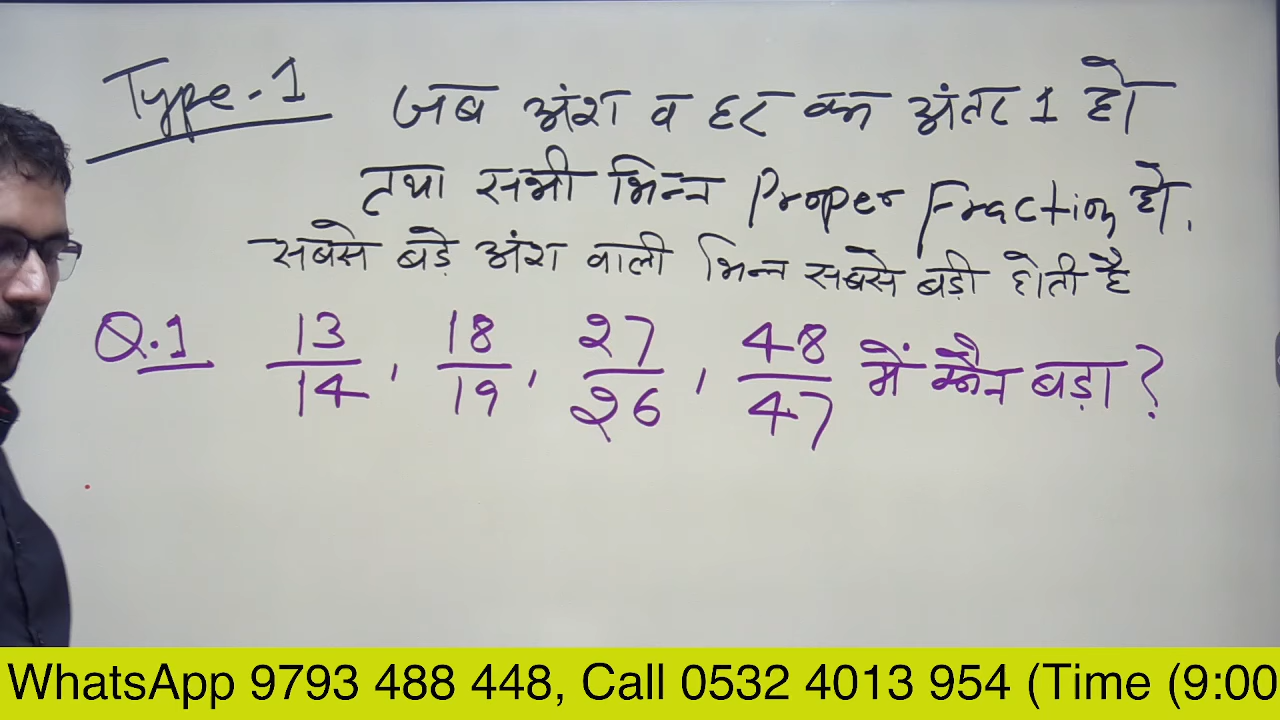 Type-1 जब अंश व हर का अंतर 1 हो
तथा सभी भिन्न Proper Fraction हो.
सबसे बड़े अंश वाली भिन्न सबसे बड़ी होती है
Q.1 13/14, 18/19, 27/26, 48/47 में कौन बड़ा?
WhatsApp 9793 488 448, Call 0532 4013 954 (Time (9:00